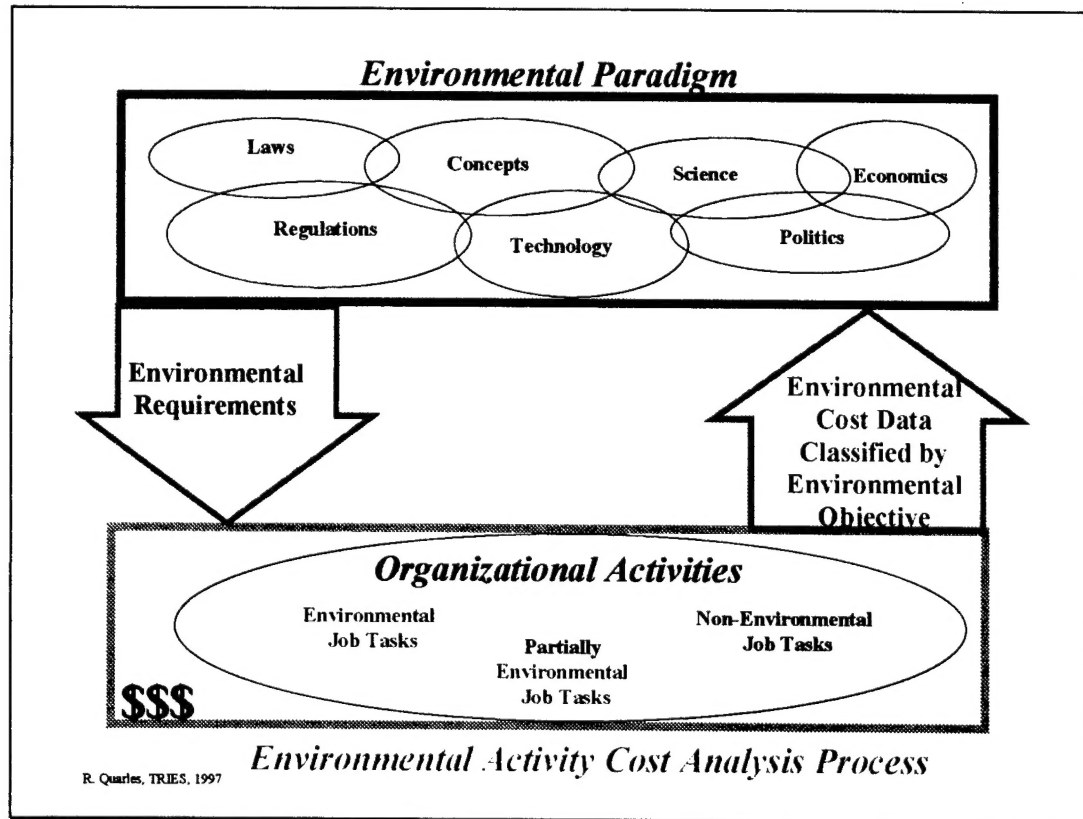 Environmental Paradigm
Laws
Concepts
Science
Economics
Regulations
Technology
Politics
Environmental
Requirements
Environmental
Cost Data
Classified by
Environmental
Objective
Organizational Activities
Environmental
Job Tasks
Partially
Environmental
Job Tasks
Non-Environmental
Job Tasks
$$$
Environmental Activity Cost Analysis Process
R. Quarles, TRIES, 1997